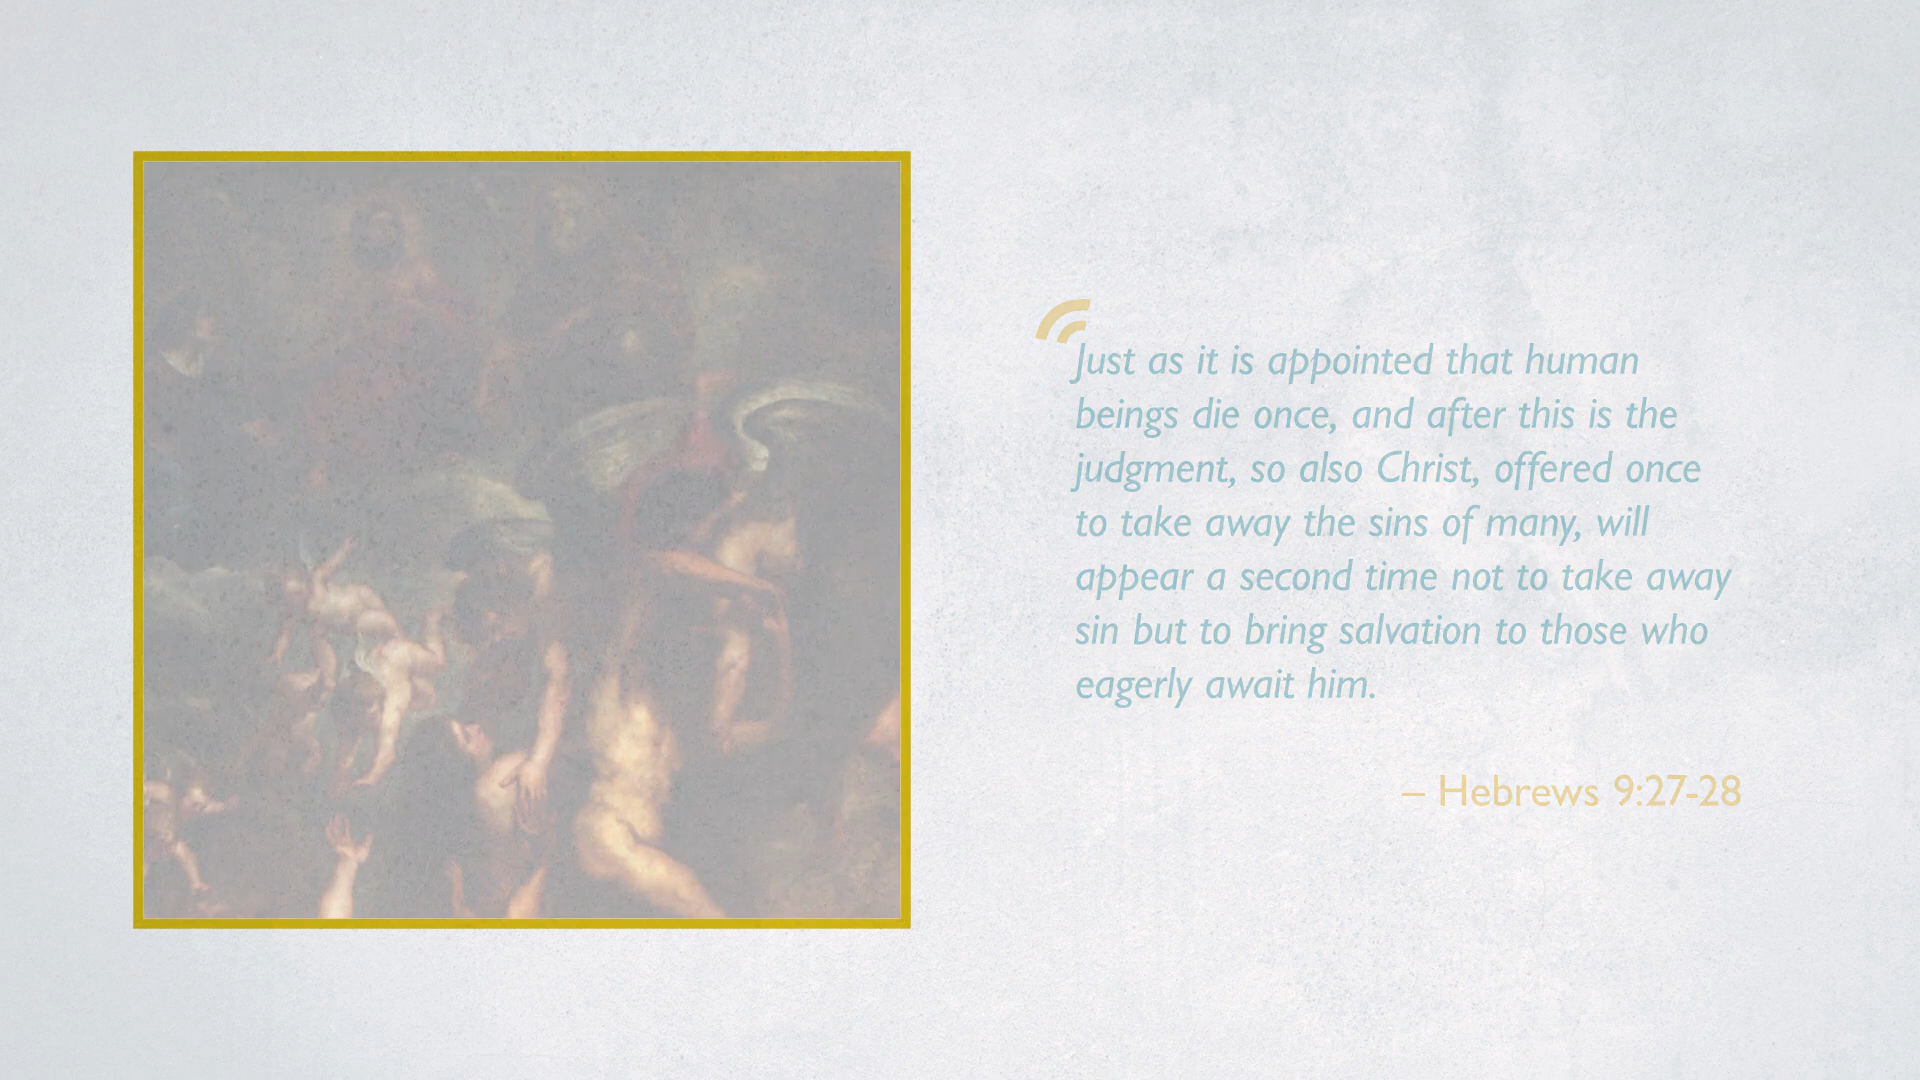 Just as it is appointed that human
beings die once, and after this is the
judgment, so also Christ, offered once
to take away the sins of many, will
appear a second time not to take away
sin but to bring salvation to those who
eagerly await him.
– Hebrews 9:27-28